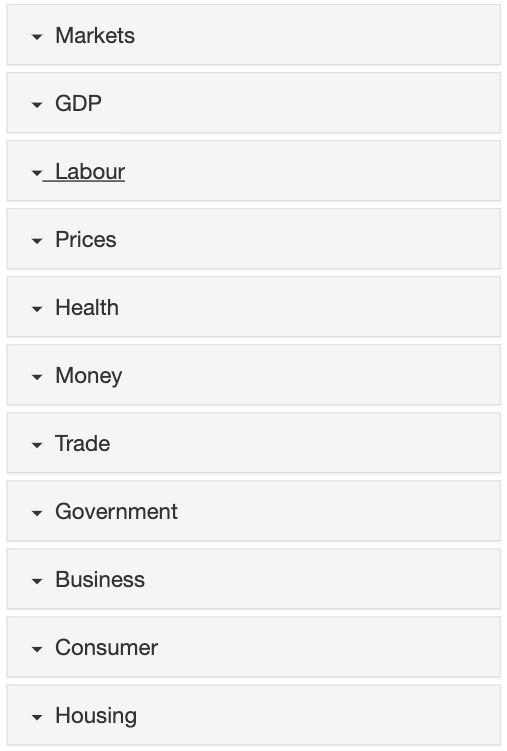 Markets
GDP
Labour
Prices
Health
Money
Trade
Government
Business
Consumer
Housing